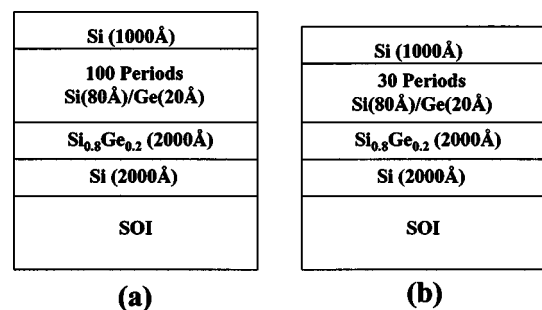 Si (1000Å)
100 Periods
Si(80Å)/Ge(20Å)
Si0.8Ge0.2 (2000Å)
Si (2000Å)
SOI
(a)
Si (1000Å)
30 Periods
Si(80Å)/Ge(20Å)
Si0.8Ge0.2 (2000Å)
Si (2000Å)
SOI
(b)